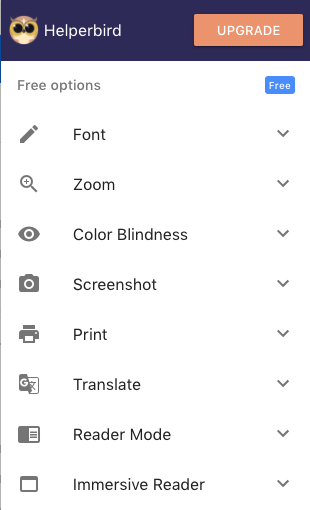 Helperbird
UPGRADE
Free options
Free
Font
Zoom
Color Blindness
Screenshot
Print
Translate
Reader Mode
Immersive Reader